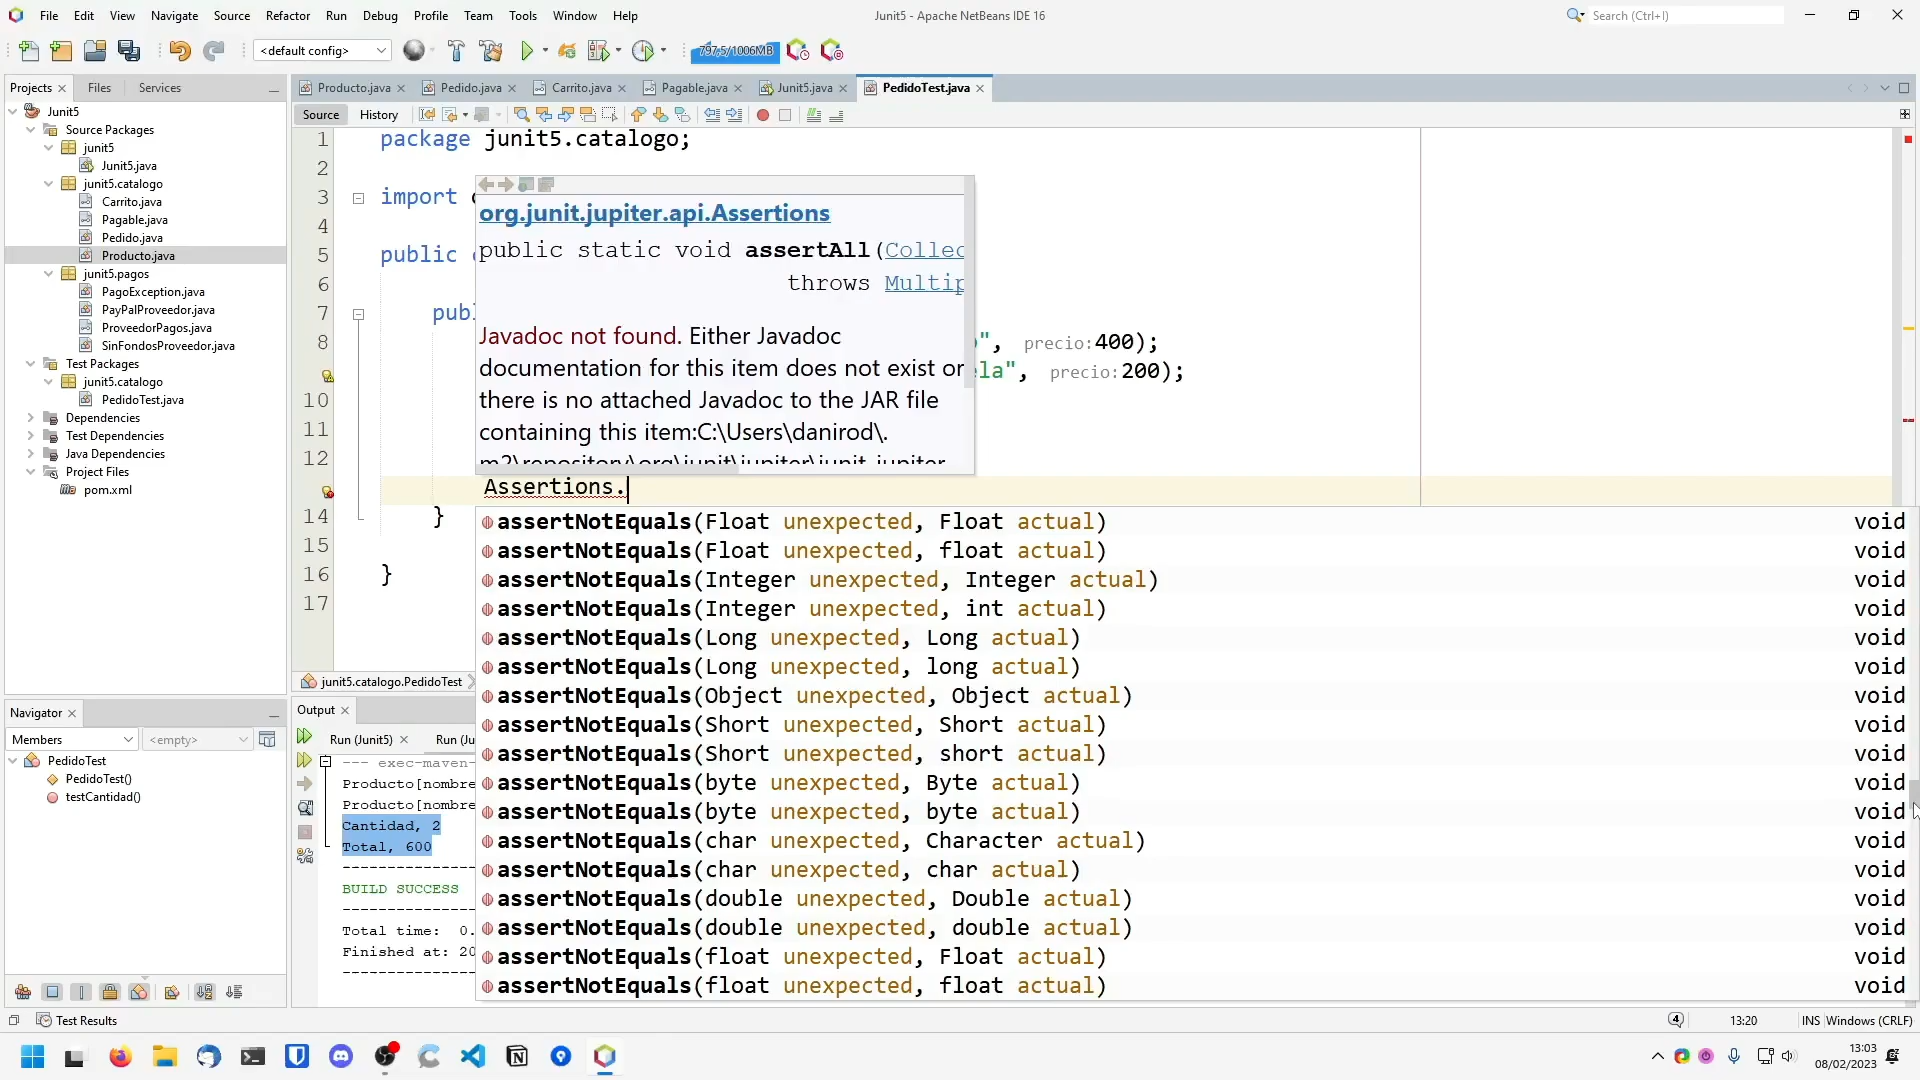 File Edit View Navigate Source Refactor Run Debug Profile Team Tools Window Help
Junit5 - Apache NetBeans IDE 16
Search (Ctrl+I)
<default config>
797,5/1006MB
Projects Files Services
Producto.java Pedido.java Carrito.java Pagable.java Junit5.java PedidoTest.java
Source History
Junit5
Source Packages
junit5
Junit5.java
junit5.catalogo
Carrito.java
Pagable.java
Pedido.java
Producto.java
junit5.pagos
PagoException.java
PayPalProveedor.java
ProveedorPagos.java
SinFondosProveedor.java
Test Packages
junit5.catalogo
PedidoTest.java
Dependencies
Test Dependencies
Java Dependencies
Project Files
pom.xml
1 package junit5.catalogo;
2
3 import
4
5 public
6
7
8 ", precio:400);
la", precio:200);
10
11
12
Assertions.
14 }
15
16 }
17
org.junit.jupiter.api.Assertions
public static void assertAll(Collec
throws Multip
Javadoc not found. Either Javadoc
documentation for this item does not exist or
there is no attached Javadoc to the JAR file
containing this item:C:\Users\danirod\.
m2\repository\org\junit\jupiter\junit-jupiter
assertNotEquals(Float unexpected, Float actual) void
assertNotEquals(Float unexpected, float actual) void
assertNotEquals(Integer unexpected, Integer actual) void
assertNotEquals(Integer unexpected, int actual) void
assertNotEquals(Long unexpected, Long actual) void
assertNotEquals(Long unexpected, long actual) void
assertNotEquals(Object unexpected, Object actual) void
assertNotEquals(Short unexpected, Short actual) void
assertNotEquals(Short unexpected, short actual) void
assertNotEquals(byte unexpected, Byte actual) void
assertNotEquals(byte unexpected, byte actual) void
assertNotEquals(char unexpected, Character actual) void
assertNotEquals(char unexpected, char actual) void
assertNotEquals(double unexpected, Double actual) void
assertNotEquals(double unexpected, double actual) void
assertNotEquals(float unexpected, Float actual) void
assertNotEquals(float unexpected, float actual) void
junit5.catalogo.PedidoTest
Navigator
Members <empty>
PedidoTest
PedidoTest()
testCantidad()
Output
Run (Junit5) Run (Ju
--- exec-maven-
Producto[nombre
Producto[nombre
Cantidad, 2
Total, 600
BUILD SUCCESS
Total time: 0.
Finished at: 20
Test Results
4 13:20 INS Windows (CRLF)
13:03
08/02/2023